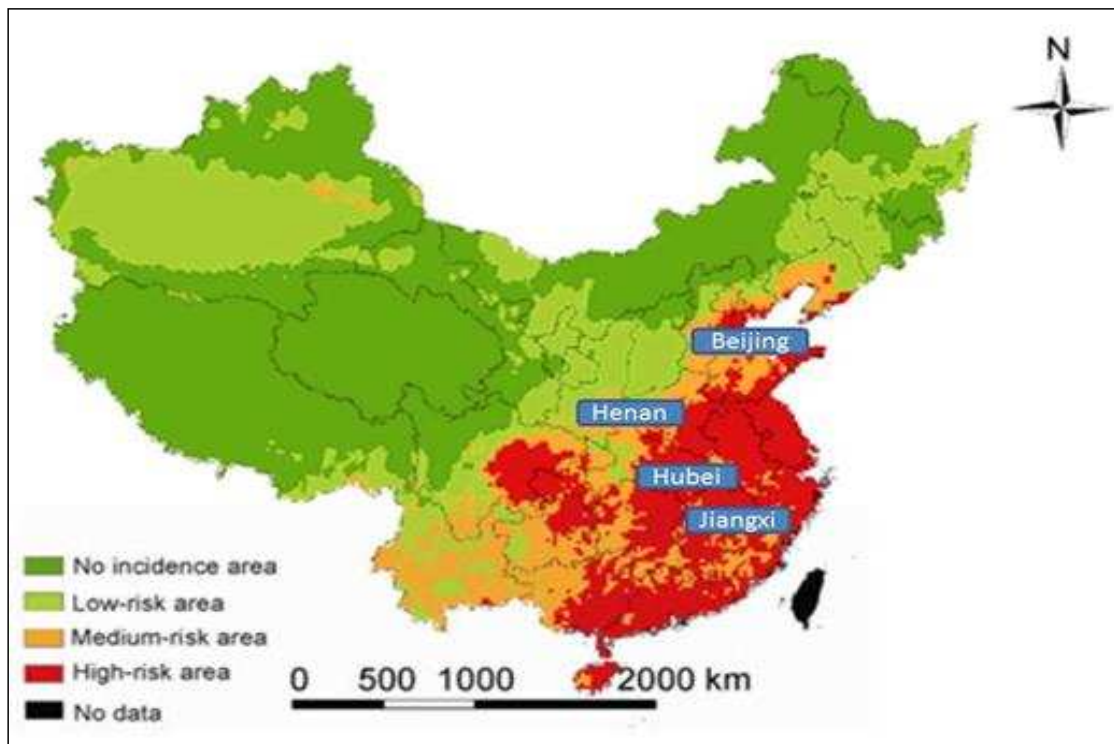 N
Beijing
Henan
Hubei
Jiangxi
No incidence area
Low-risk area
Medium-risk area
High-risk area
No data
0 500 1000 2000 km